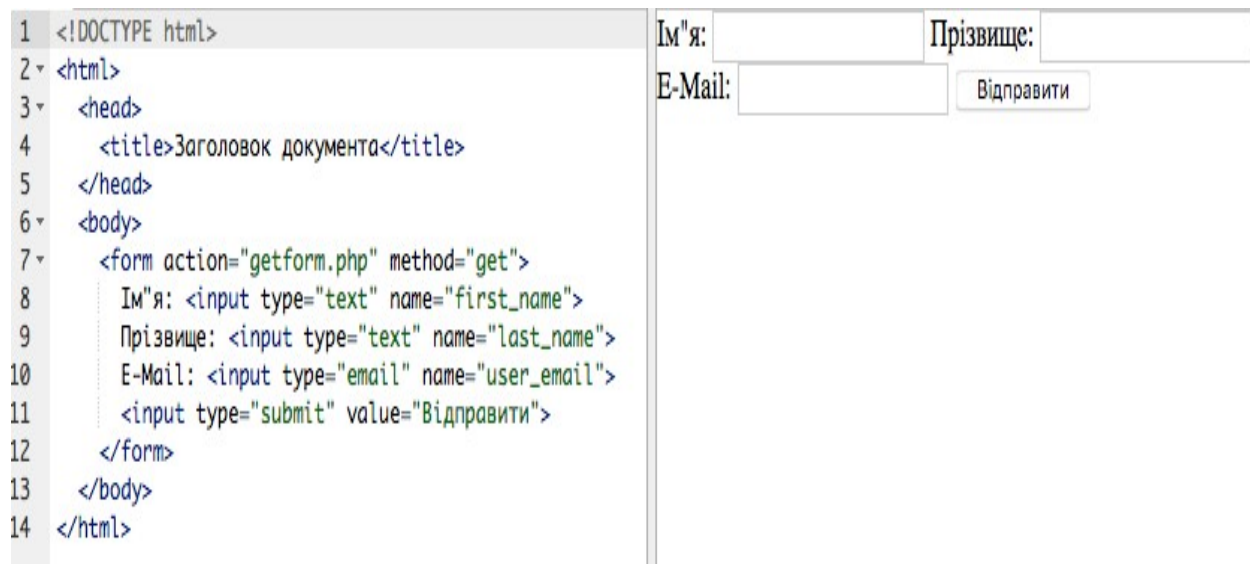 1 <!DOCTYPE html>
2 <html>
3 <head>
4 <title>Заголовок документа</title>
5 </head>
6 <body>
7 <form action="getform.php" method="get">
8 Ім"я: <input type="text" name="first_name">
9 Прізвище: <input type="text" name="last_name">
10 E-Mail: <input type="email" name="user_email">
11 <input type="submit" value="Відправити">
12 </form>
13 </body>
14 </html>
Ім"я: Прізвище:
E-Mail: Відправити